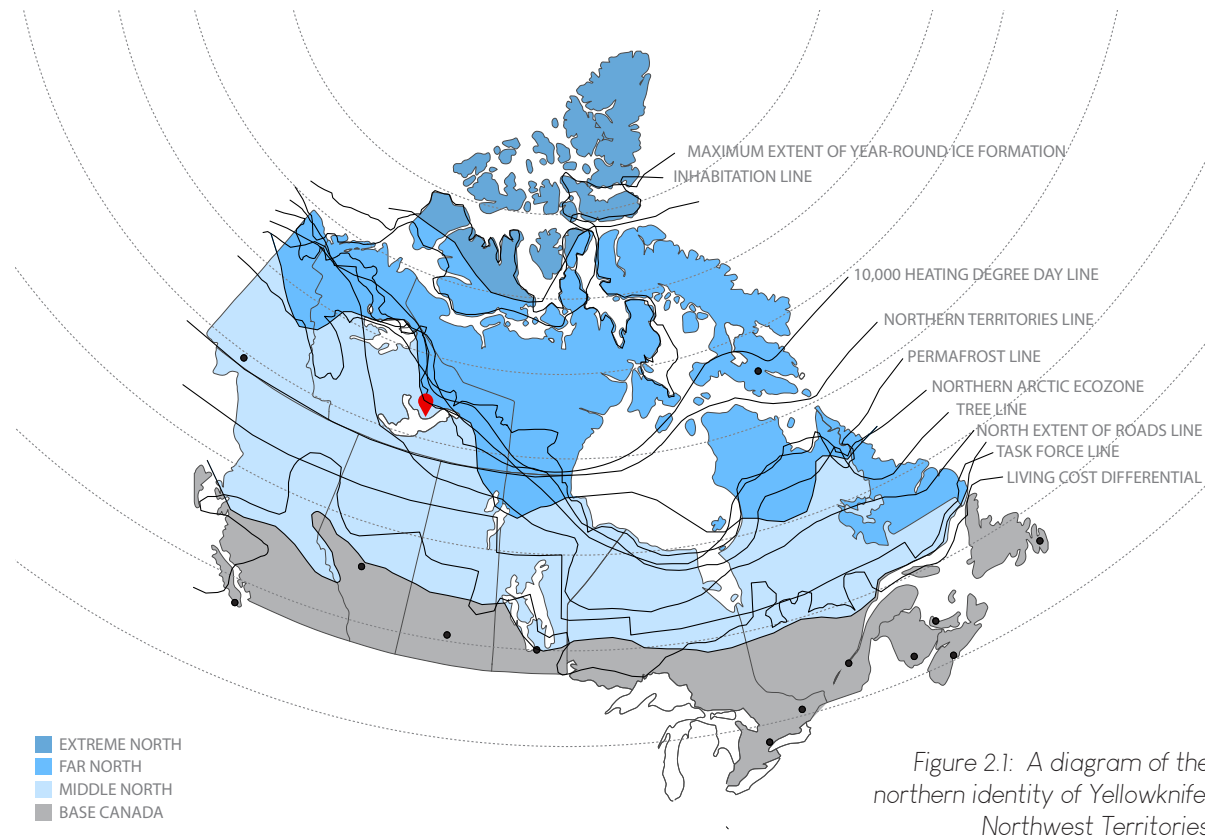 MAXIMUM EXTENT OF YEAR-ROUND ICE FORMATION
INHABITATION LINE
10,000 HEATING DEGREE DAY LINE
NORTHERN TERRITORIES LINE
PERMAFROST LINE
NORTHERN ARCTIC ECOZONE
TREE LINE
NORTH EXTENT OF ROADS LINE
TASK FORCE LINE
LIVING COST DIFFERENTIAL
EXTREME NORTH
FAR NORTH
MIDDLE NORTH
BASE CANADA
Figure 2.1: A diagram of the
northern identity of Yellowknife
Northwest Territories